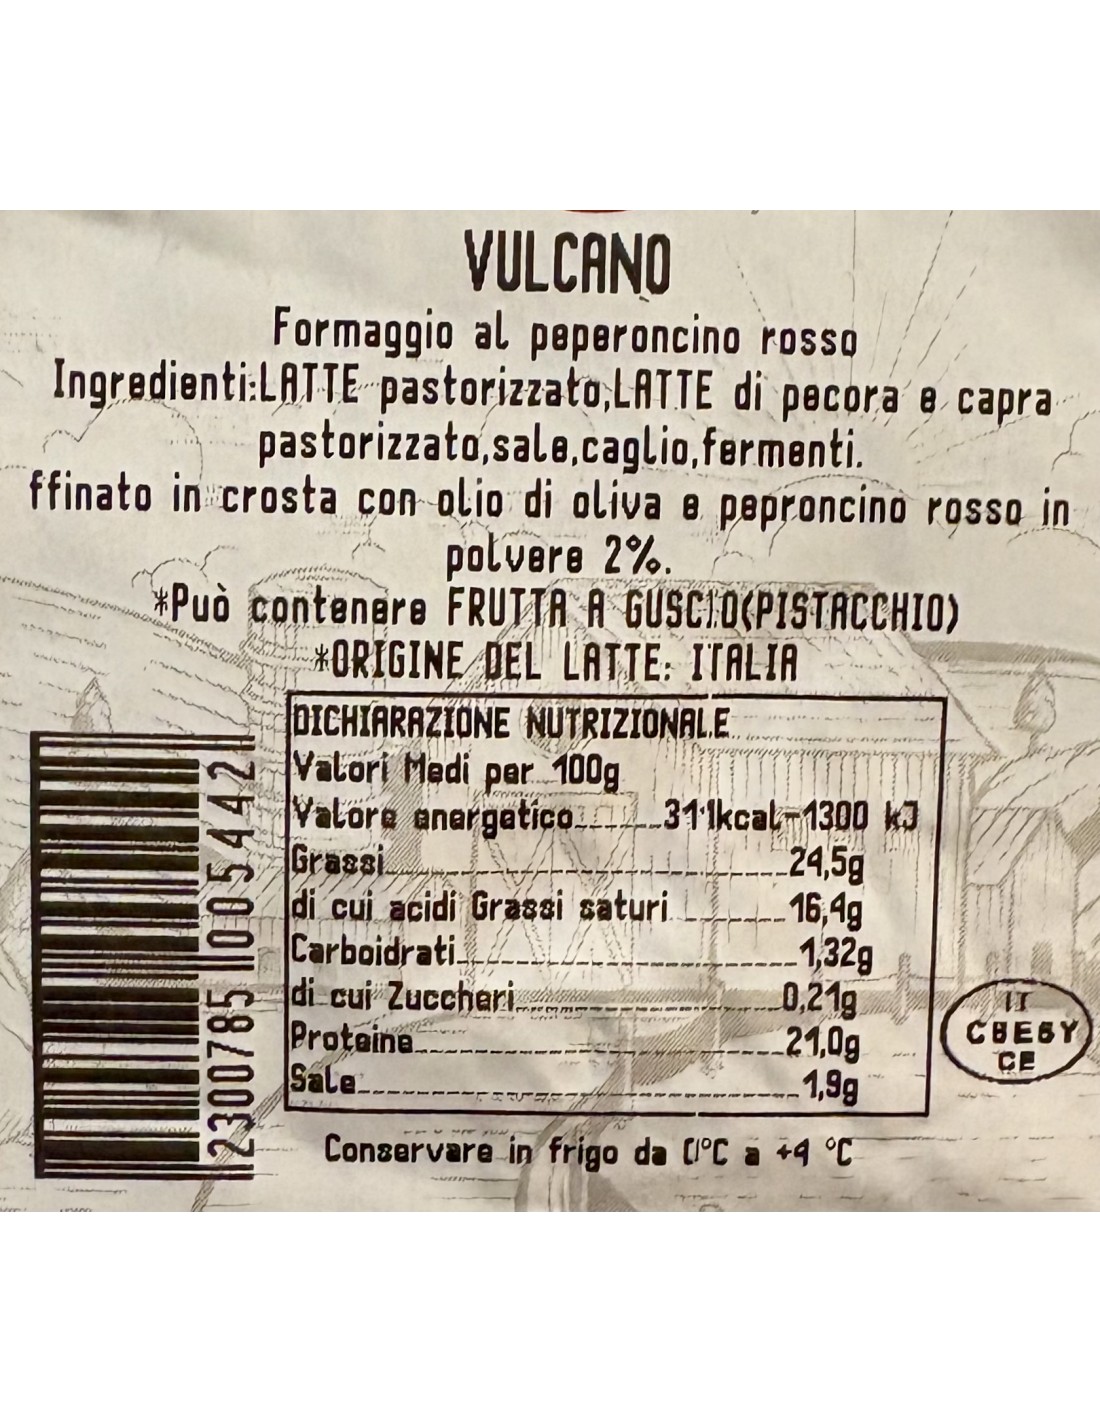 VULCANO
Formaggio al peperoncino rosso
Ingredienti:LATTE pastorizzato,LATTE di pecora e capra
pastorizzato,sale,caglio,fermenti.
ffinato in crosta con olio di oliva e peproncino rosso in
polvere 2%.
*Può contenere FRUTTA A GUSCIO(PISTACCHIO)
*ORIGINE DEL LATTE: ITALIA
DICHIARAZIONE NUTRIZIONALE
Valori Medi per 100g
Valore energetico 311kcal-1300 kJ
Grassi 24,5g
di cui acidi Grassi saturi 16,4g
Carboidrati 1,32g
di cui Zuccheri 0,21g
Proteine 21,0g
Sale 1,9g
Conservare in frigo da 0°C a +4 °C
2300785 005442
IT
CBEBY
CE